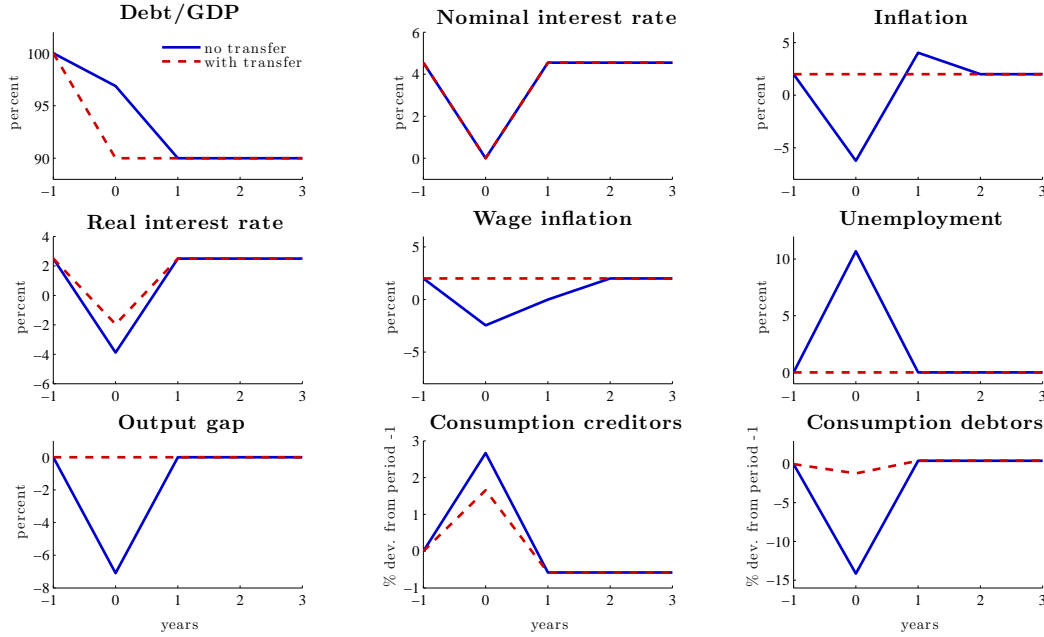 Debt/GDP
percent
100
95
90
no transfer
with transfer
−1 0 1 2 3
Nominal interest rate
percent
6
4
2
0
−1 0 1 2 3
Inflation
percent
5
0
−5
−1 0 1 2 3
Real interest rate
percent
4
2
0
−2
−4
−6
−1 0 1 2 3
Wage inflation
percent
5
0
−5
−1 0 1 2 3
Unemployment
percent
10
5
0
−1 0 1 2 3
Output gap
percent
0
−2
−4
−6
−8
−1 0 1 2 3
years
Consumption creditors
% dev. from period -1
3
2
1
0
−1
−1 0 1 2 3
years
Consumption debtors
% dev. from period -1
0
−5
−10
−15
−1 0 1 2 3
years